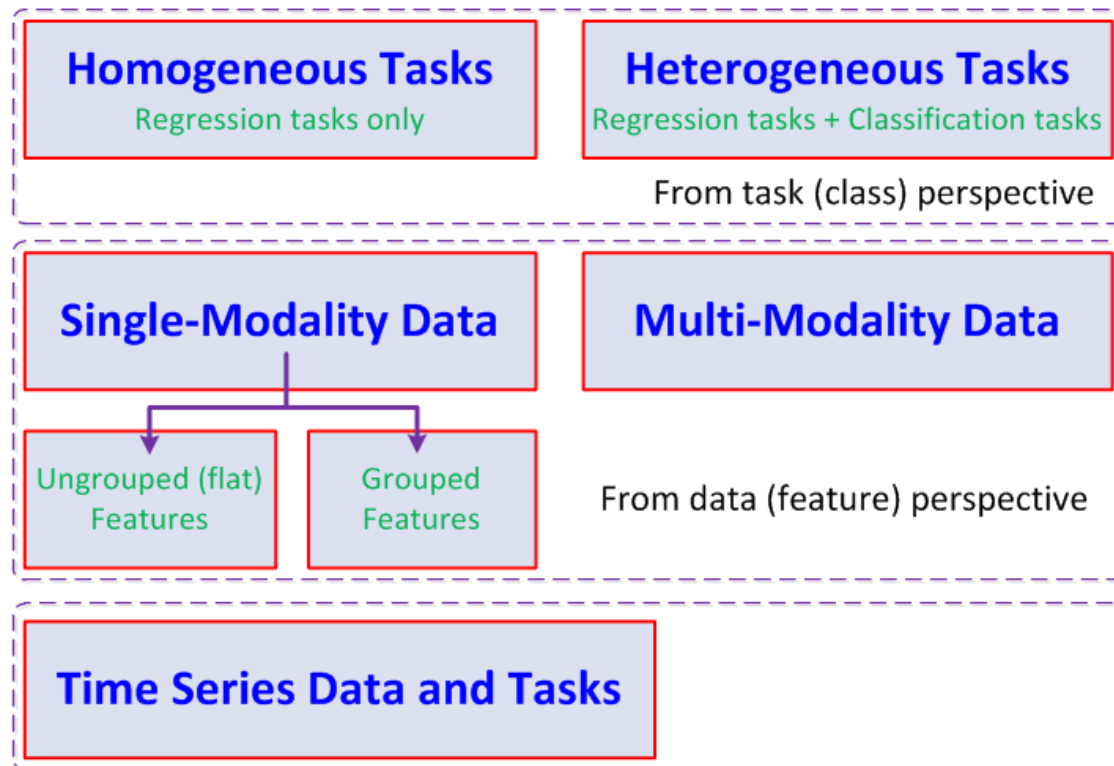 Homogeneous Tasks
Regression tasks only
Heterogeneous Tasks
Regression tasks + Classification tasks
From task (class) perspective
Single-Modality Data
Multi-Modality Data
Ungrouped (flat)
Features
Grouped
Features
From data (feature) perspective
Time Series Data and Tasks